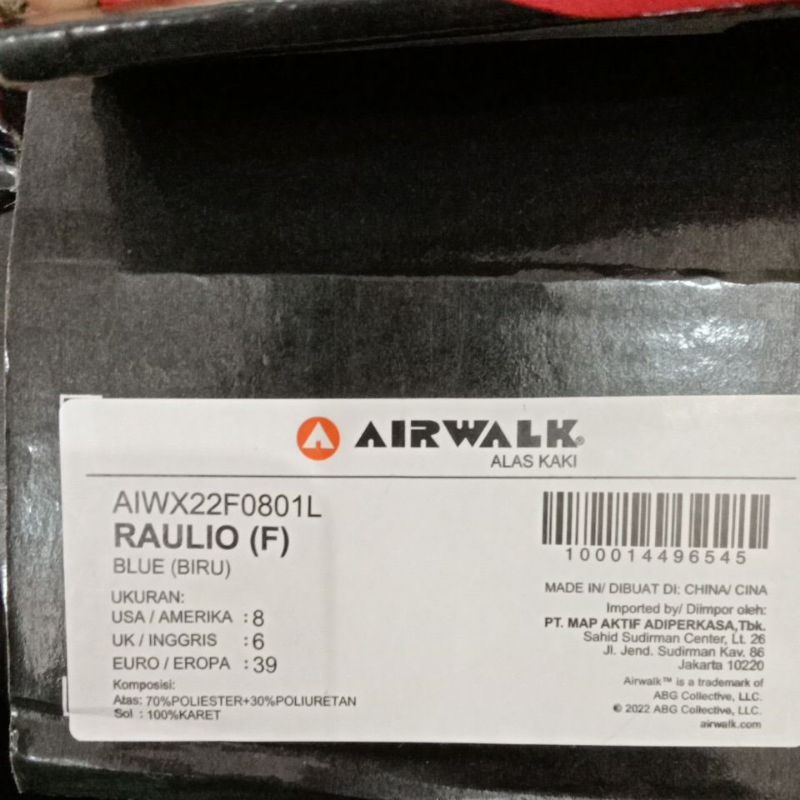 AIRWALK®
ALAS KAKI
AIWX22F0801L
RAULIO (F)
BLUE (BIRU)
UKURAN:
USA / AMERIKA : 8
UK / INGGRIS : 6
EURO / EROPA : 39
Komposisi:
Atas: 70%POLIESTER+30%POLIURETAN
Sol : 100%KARET
100014496545
MADE IN/ DIBUAT DI: CHINA/ CINA
Imported by/ Diimpor oleh:
PT. MAP AKTIF ADIPERKASA,Tbk.
Sahid Sudirman Center, Lt. 26
Jl. Jend. Sudirman Kav. 86
Jakarta 10220
Airwalk™ is a trademark of
ABG Collective, LLC.
© 2022 ABG Collective, LLC.
airwalk.com